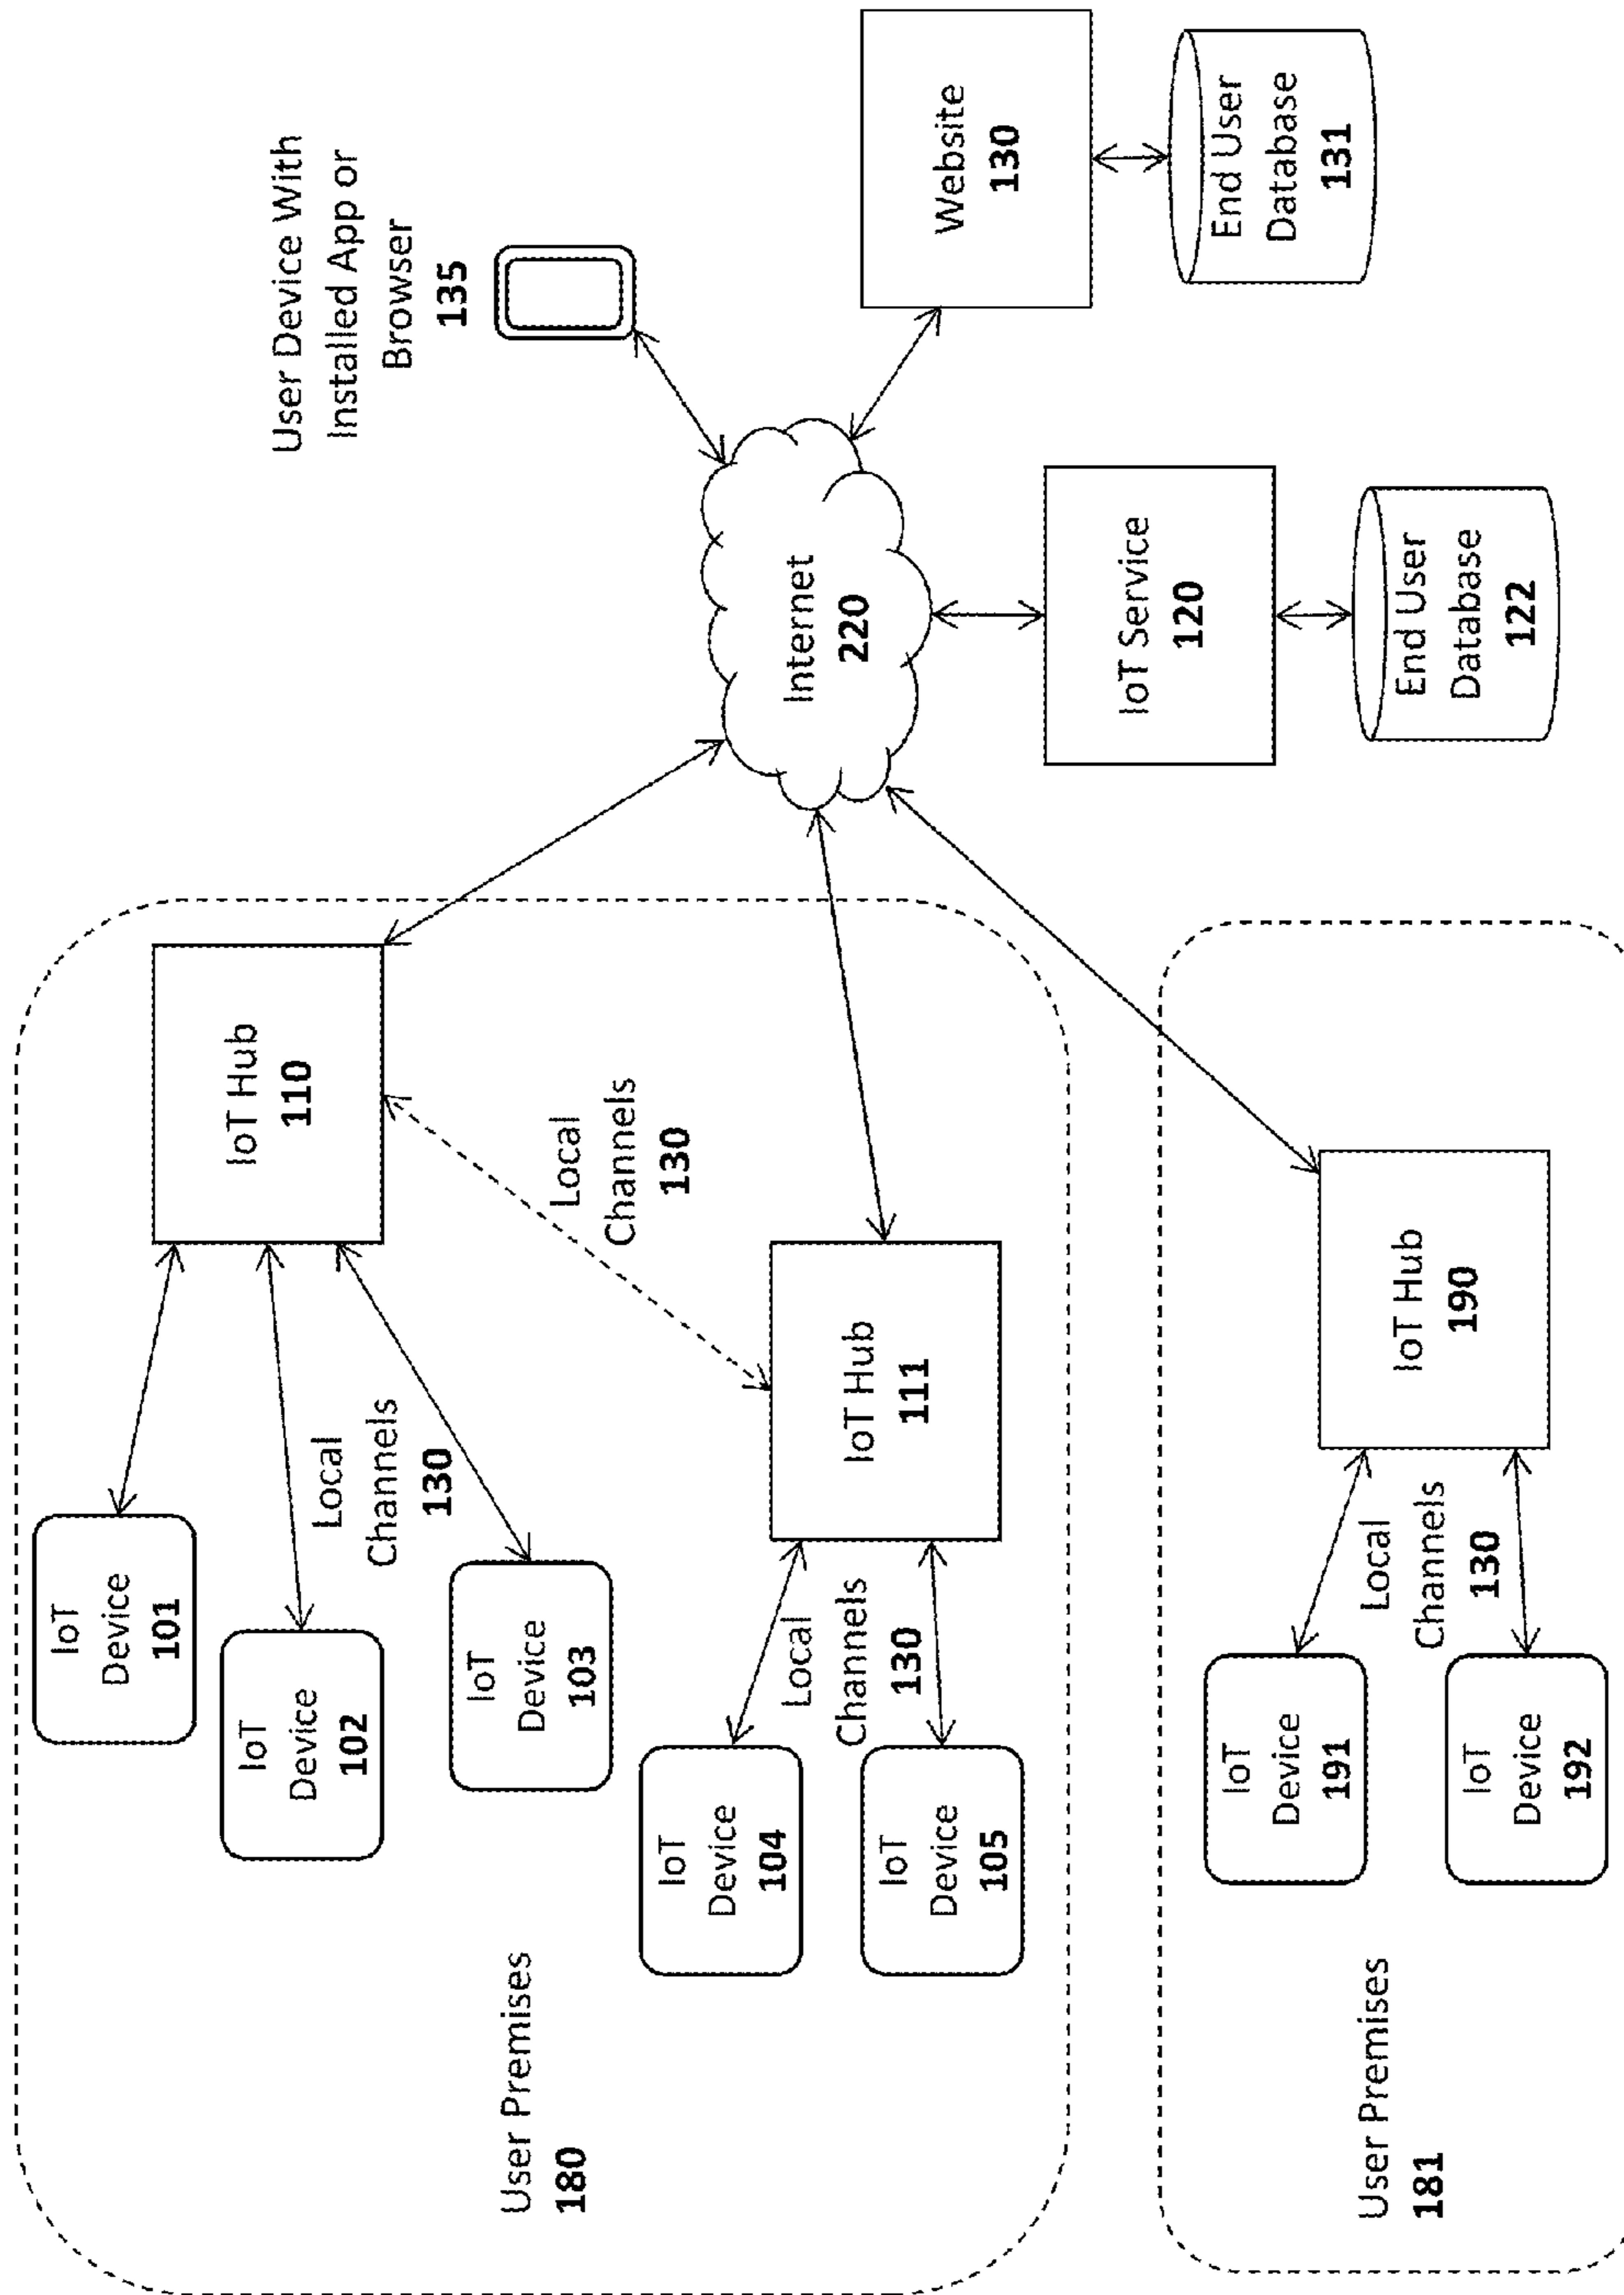 User Premises
180
IoT
Device
101
IoT
Device
102
IoT
Device
103
IoT
Device
104
IoT
Device
105
Local
Channels
130
Local
Channels
130
IoT Hub
110
Local
Channels
130
IoT Hub
111
User Premises
181
IoT
Device
191
IoT
Device
192
Local
Channels
130
IoT Hub
190
Internet
220
User Device With
Installed App or
Browser
135
IoT Service
120
End User
Database
122
Website
130
End User
Database
131